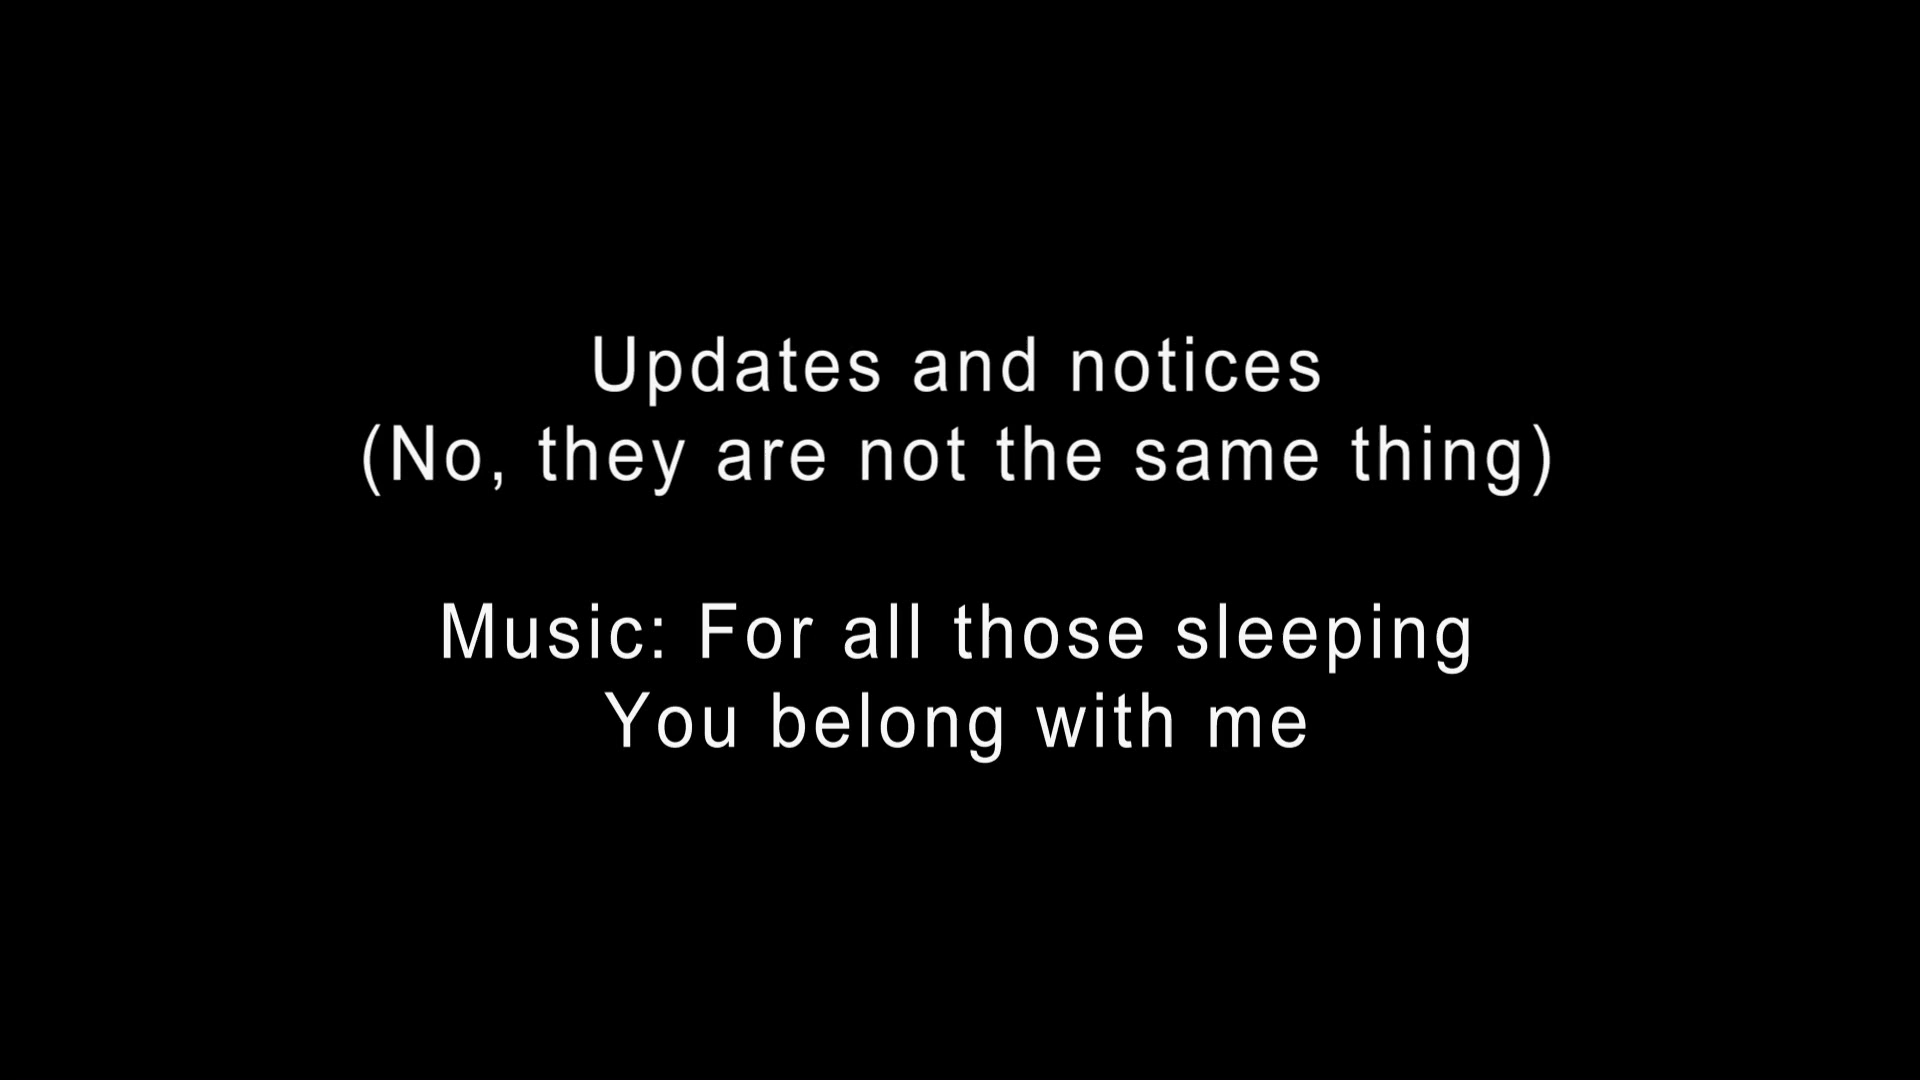 Updates and notices
(No, they are not the same thing)
Music: For all those sleeping
You belong with me